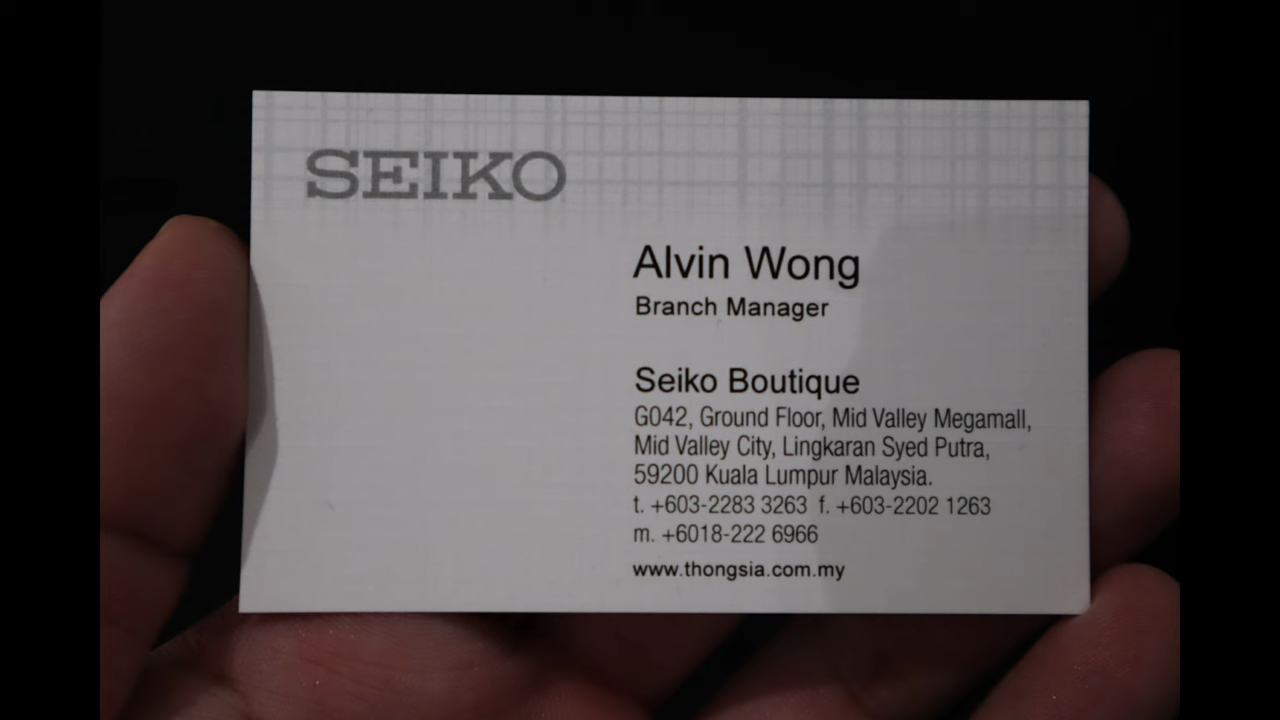 SEIKO
Alvin Wong
Branch Manager
Seiko Boutique
G042, Ground Floor, Mid Valley Megamall,
Mid Valley City, Lingkaran Syed Putra,
59200 Kuala Lumpur Malaysia.
t. +603-2283 3263 f. +603-2202 1263
m. +6018-222 6966
www.thongsia.com.my